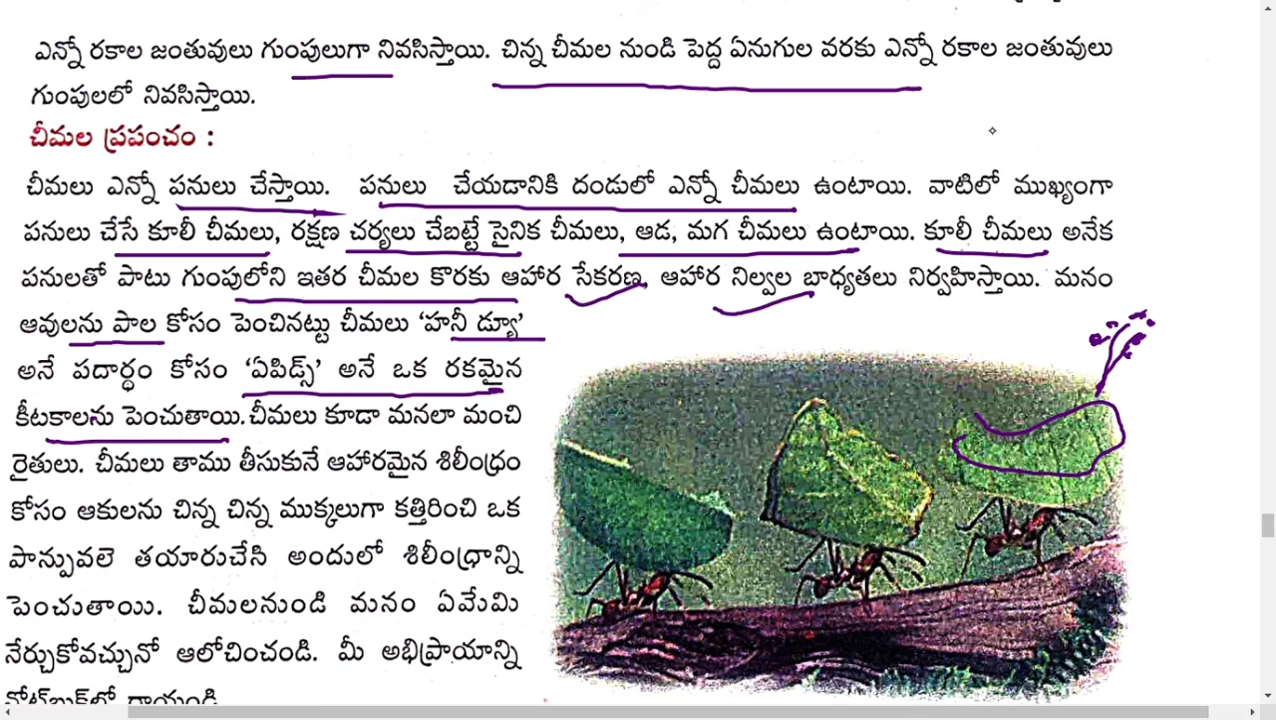 ఎన్నో రకాల జంతువులు గుంపులుగా నివసిస్తాయి. చిన్న చీమల నుండి పెద్ద ఏనుగుల వరకు ఎన్నో రకాల జంతువులు
గుంపులలో నివసిస్తాయి.
చీమల ప్రపంచం :
చీమలు ఎన్నో పనులు చేస్తాయి. పనులు చేయడానికి దండులో ఎన్నో చీమలు ఉంటాయి. వాటిలో ముఖ్యంగా
పనులు చేసే కూలీ చీమలు, రక్షణ చర్యలు చేబట్టే సైనిక చీమలు, ఆడ, మగ చీమలు ఉంటాయి. కూలీ చీమలు అనేక
పనులతో పాటు గుంపులోని ఇతర చీమల కొరకు ఆహార సేకరణ, ఆహార నిల్వల బాధ్యతలు నిర్వహిస్తాయి. మనం
ఆవులను పాల కోసం పెంచినట్టు చీమలు ‘హనీ డ్యూ’
అనే పదార్థం కోసం ‘ఏపిడ్స్’ అనే ఒక రకమైన
కీటకాలను పెంచుతాయి. చీమలు కూడా మనలా మంచి
రైతులు. చీమలు తాము తీసుకునే ఆహారమైన శిలీంధ్రం
కోసం ఆకులను చిన్న చిన్న ముక్కలుగా కత్తిరించి ఒక
పాన్పువలె తయారుచేసి అందులో శిలీంధ్రాన్ని
పెంచుతాయి. చీమలనుండి మనం ఏమేమి
నేర్చుకోవచ్చునో ఆలోచించండి. మీ అభిప్రాయాన్ని
నోట్‌బుక్‌లో రాయండి.